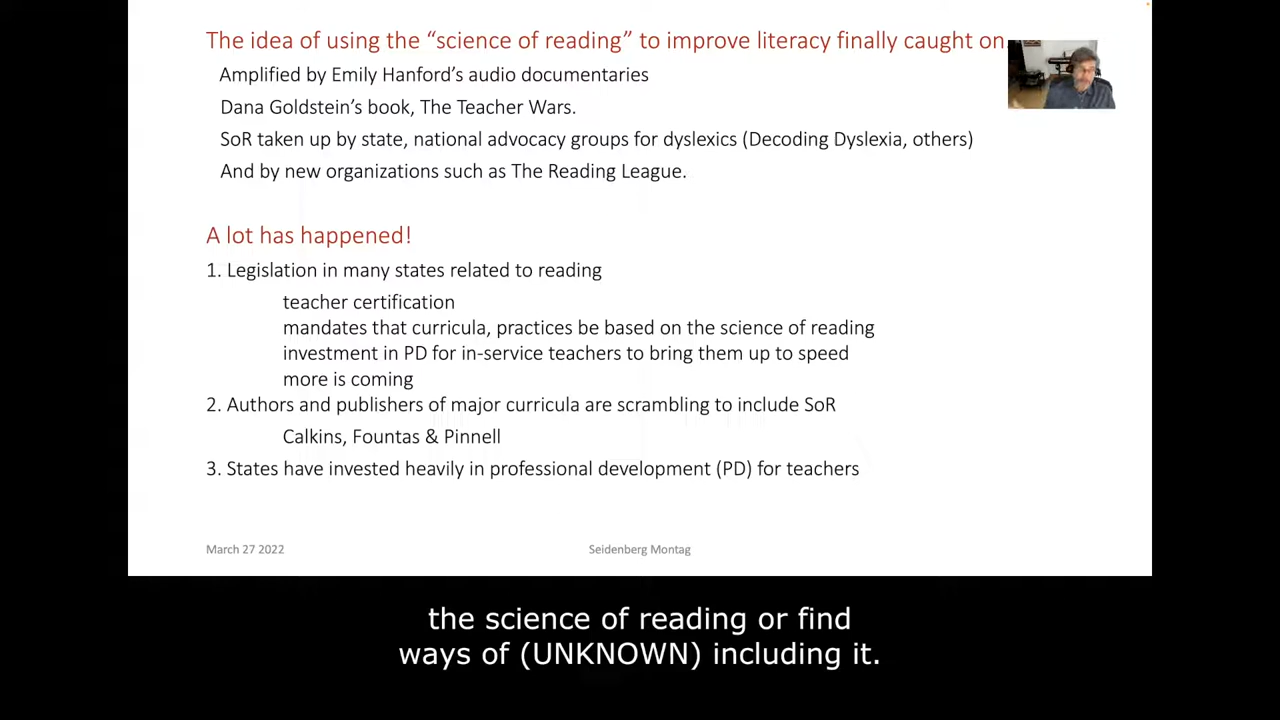 The idea of using the “science of reading” to improve literacy finally caught on.
Amplified by Emily Hanford’s audio documentaries
Dana Goldstein’s book, The Teacher Wars.
SoR taken up by state, national advocacy groups for dyslexics (Decoding Dyslexia, others)
And by new organizations such as The Reading League.
A lot has happened!
1. Legislation in many states related to reading
teacher certification
mandates that curricula, practices be based on the science of reading
investment in PD for in-service teachers to bring them up to speed
more is coming
2. Authors and publishers of major curricula are scrambling to include SoR
Calkins, Fountas & Pinnell
3. States have invested heavily in professional development (PD) for teachers
March 27 2022
Seidenberg Montag
the science of reading or find
ways of (UNKNOWN) including it.